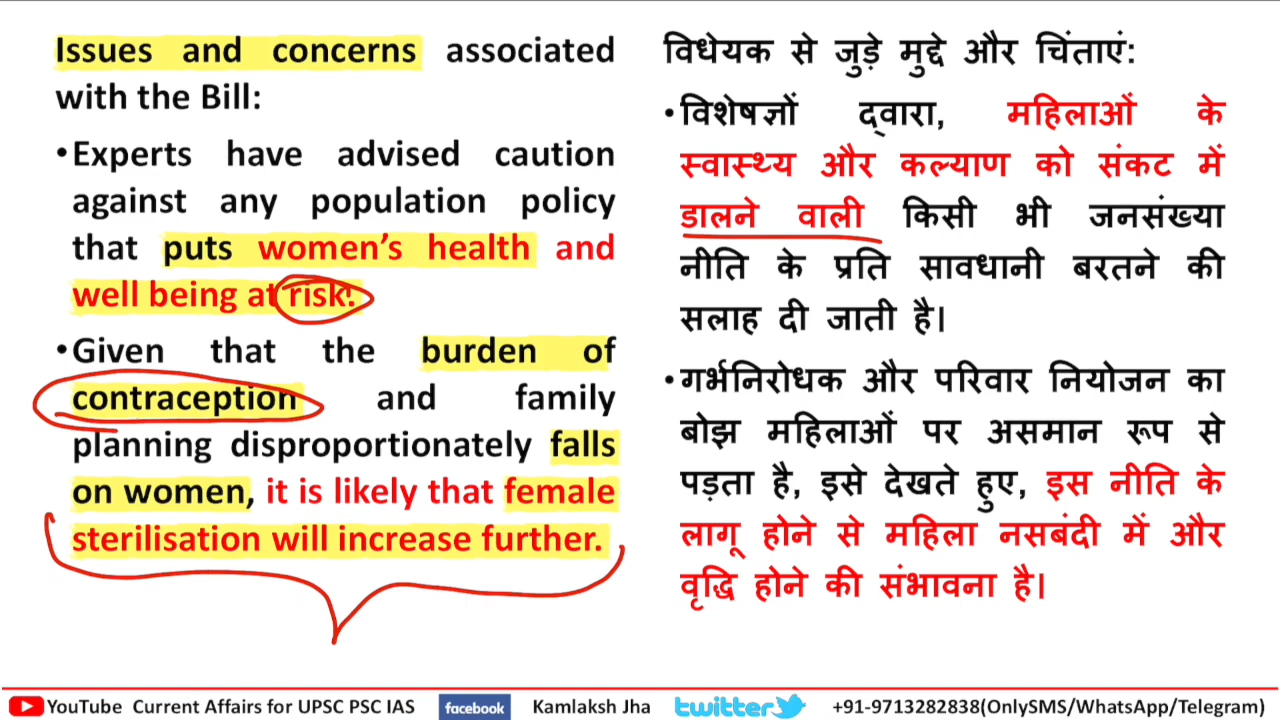 Issues and concerns associated
with the Bill:
•Experts have advised caution
against any population policy
that puts women's health and
well being at risk.
•Given that the burden of
contraception and family
planning disproportionately falls
on women, it is likely that female
sterilisation will increase further.
विधेयक से जुड़े मुद्दे और चिंताएं:
•विशेषज्ञों द्वारा, महिलाओं के
स्वास्थ्य और कल्याण को संकट में
डालने वाली किसी भी जनसंख्या
नीति के प्रति सावधानी बरतने की
सलाह दी जाती है।
•गर्भनिरोधक और परिवार नियोजन का
बोझ महिलाओं पर असमान रूप से
पड़ता है, इसे देखते हुए, इस नीति के
लागू होने से महिला नसबंदी में और
वृद्धि होने की संभावना है।
YouTube Current Affairs for UPSC PSC IAS facebook Kamlaksh Jha twitter +91-9713282838(OnlySMS/WhatsApp/Telegram)